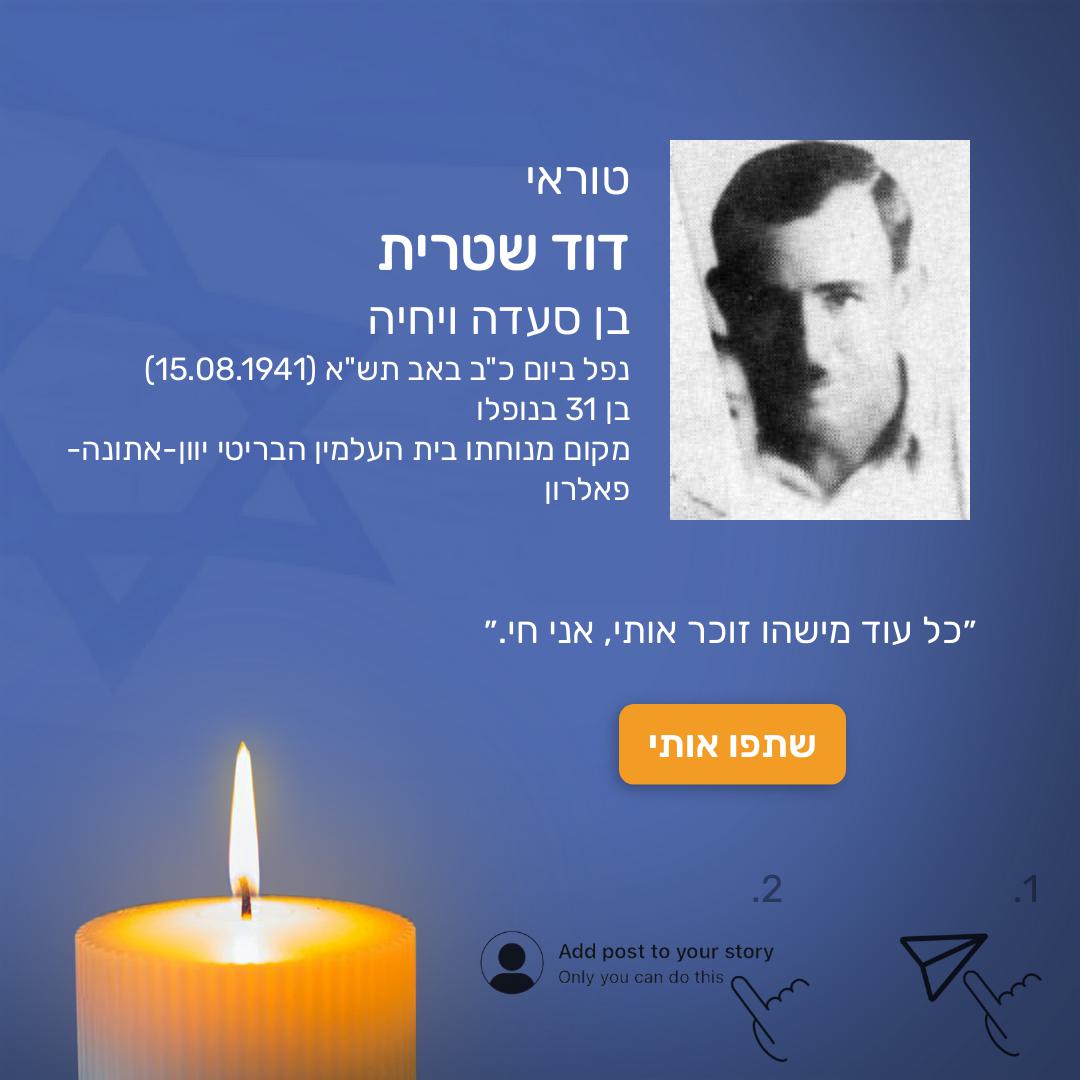 טוראי
דוד שטרית
בן סעדה ויחיה
נפל ביום כ"ב באב תש"א (15.08.1941)
בן 31 בנופלו
מקום מנוחתו בית העלמין הבריטי יוון-אתונה-
פאלרון
״כל עוד מישהו זוכר אותי, אני חי.״
שתפו אותי
1.
2.
Add post to your story
Only you can do this